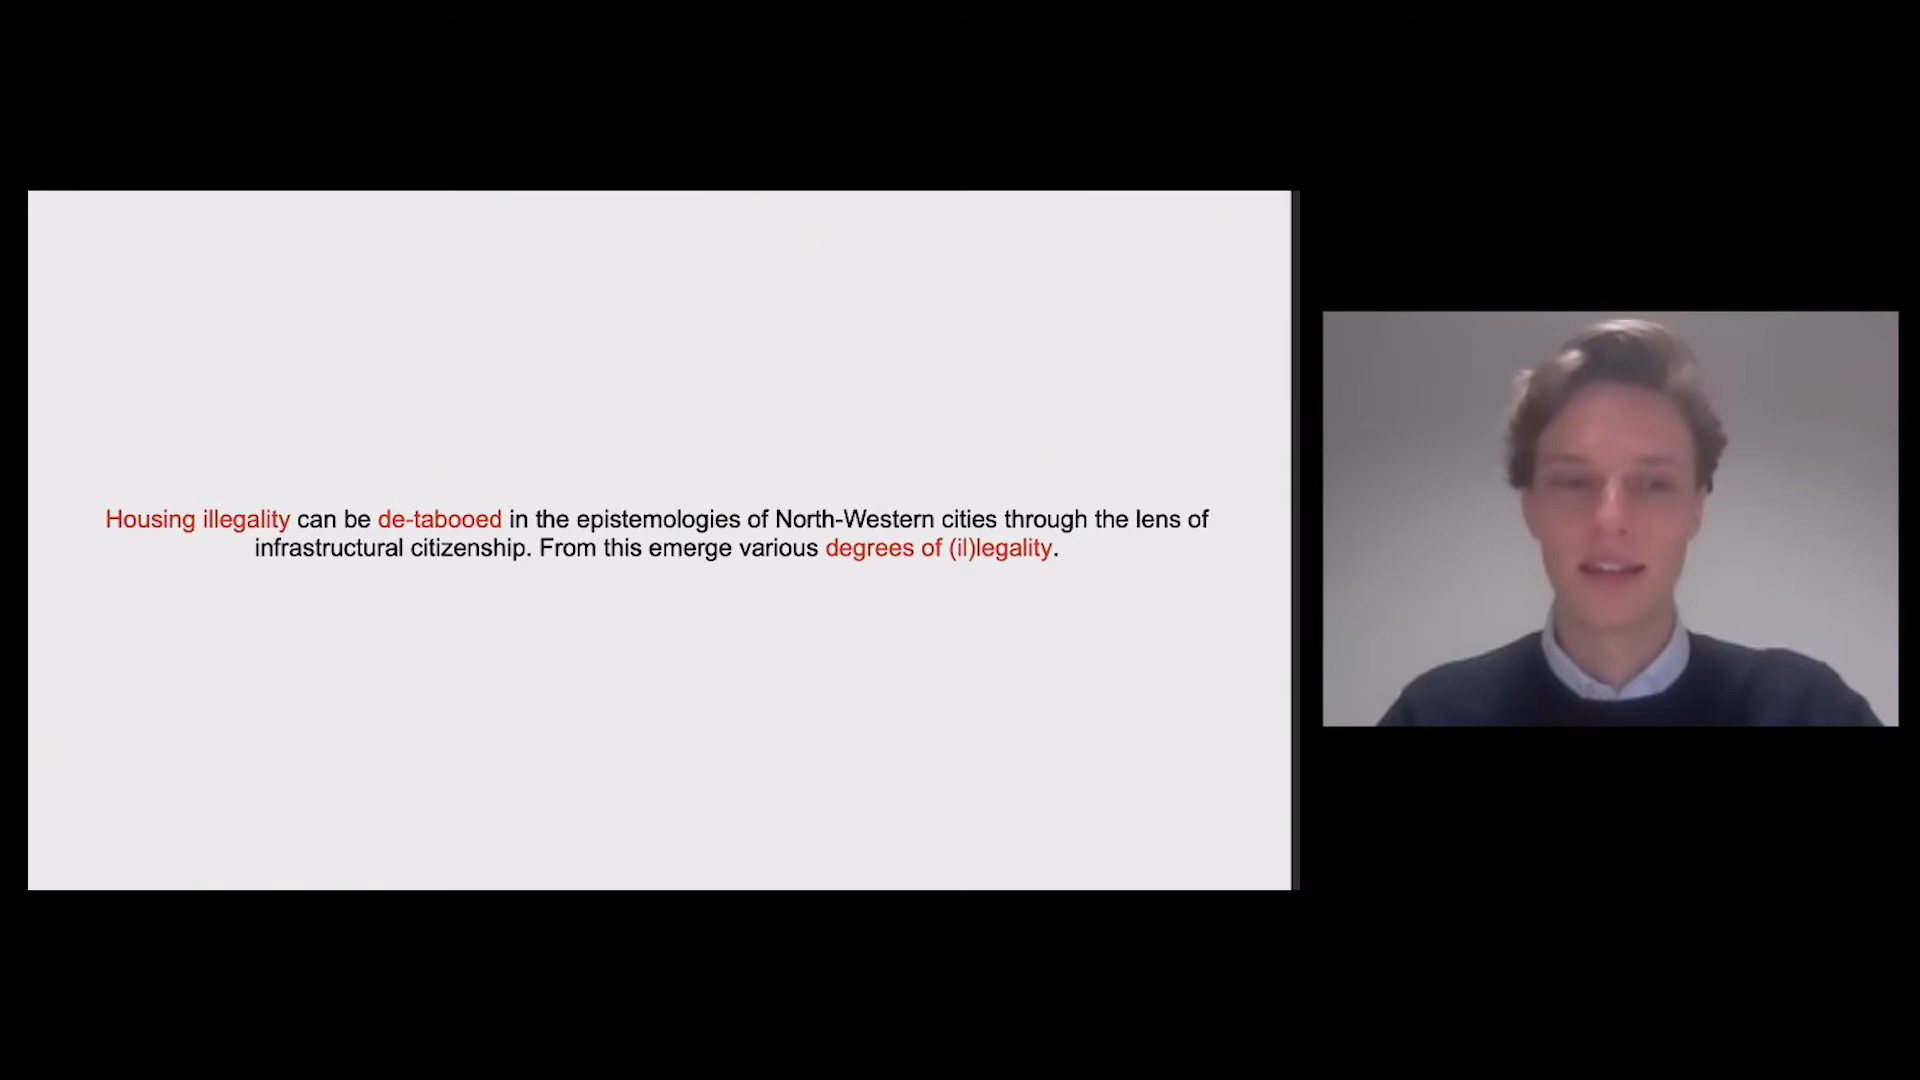 Housing illegality can be de-tabooed in the epistemologies of North-Western cities through the lens of
infrastructural citizenship. From this emerge various degrees of (il)legality.